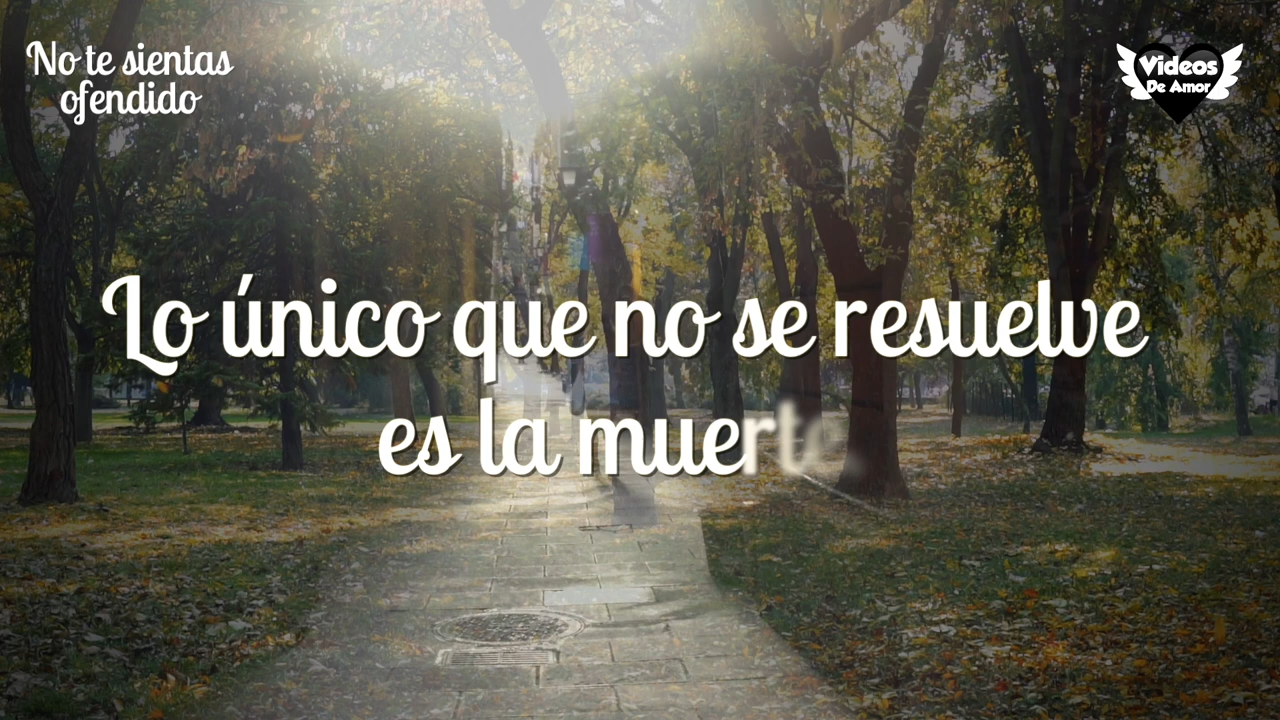 No te sientas
ofendido
Videos
De Amor
Lo único que no se resuelve
es la muerte